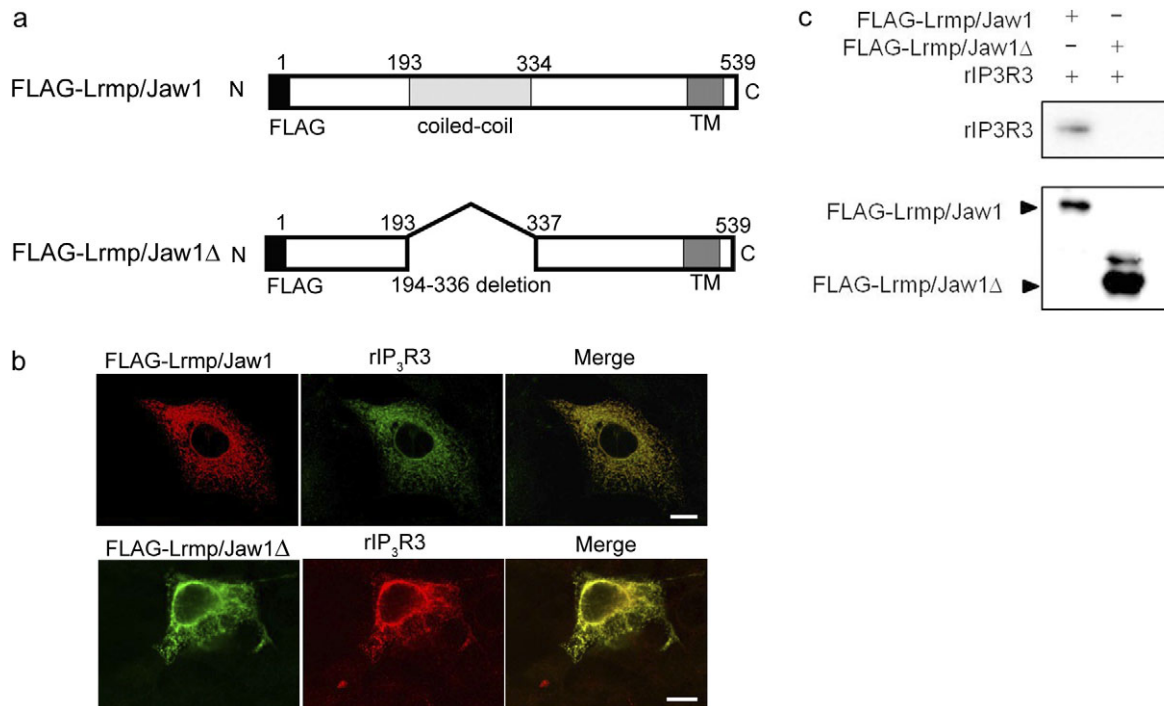 a
1 193 334 539
FLAG-Lrmp/Jaw1 N C
FLAG coiled-coil TM
1 193 337 539
FLAG-Lrmp/Jaw1Δ N C
FLAG 194-336 deletion TM
b
FLAG-Lrmp/Jaw1 rIP₃R3 Merge
FLAG-Lrmp/Jaw1Δ rIP₃R3 Merge
c
FLAG-Lrmp/Jaw1 + −
FLAG-Lrmp/Jaw1Δ − +
rIP3R3 + +
rIP3R3
FLAG-Lrmp/Jaw1
FLAG-Lrmp/Jaw1Δ